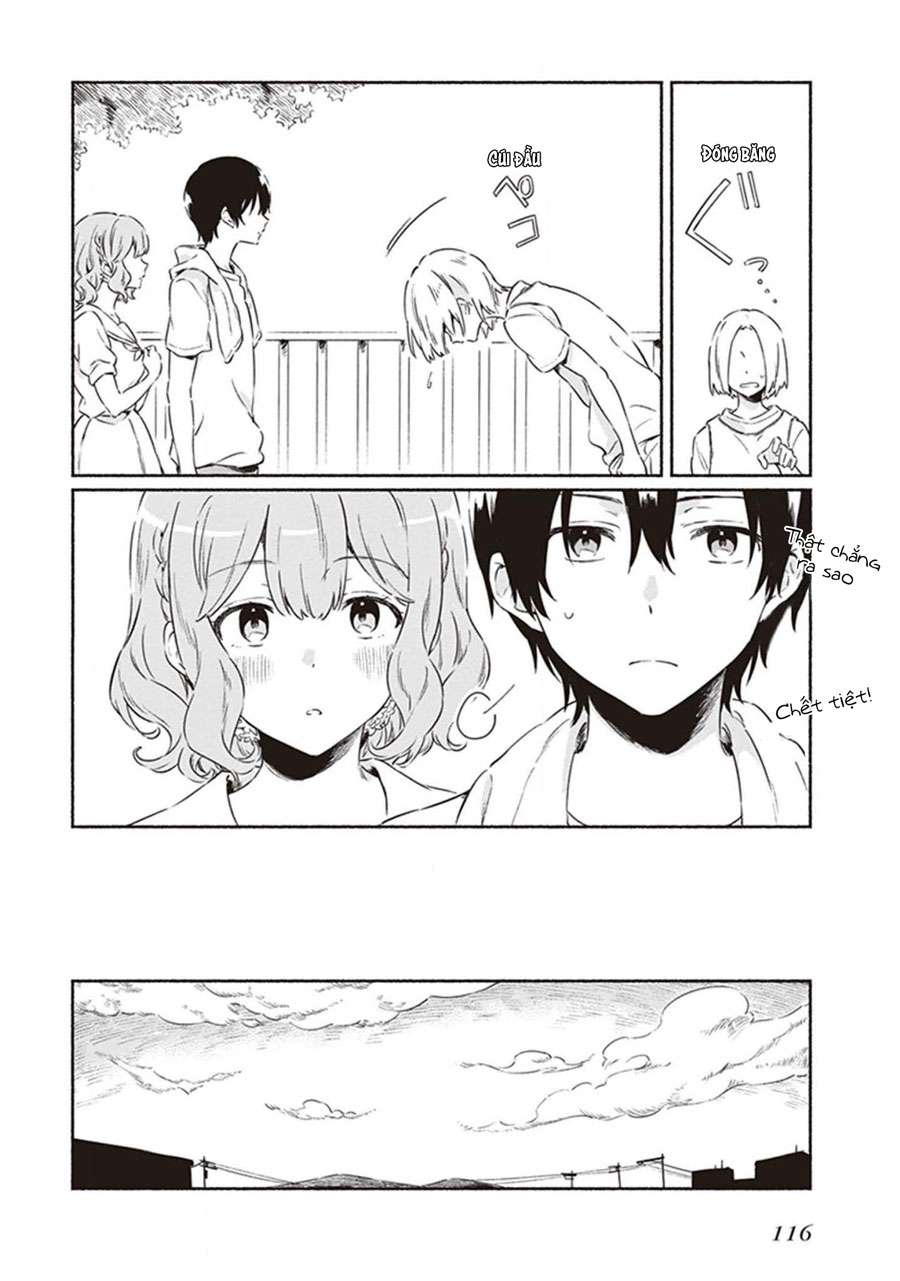 ĐÓNG BĂNG
ぐっ
CÚI ĐẦU
ペコ
Thật chẳng
ra sao
Chết tiệt!
116